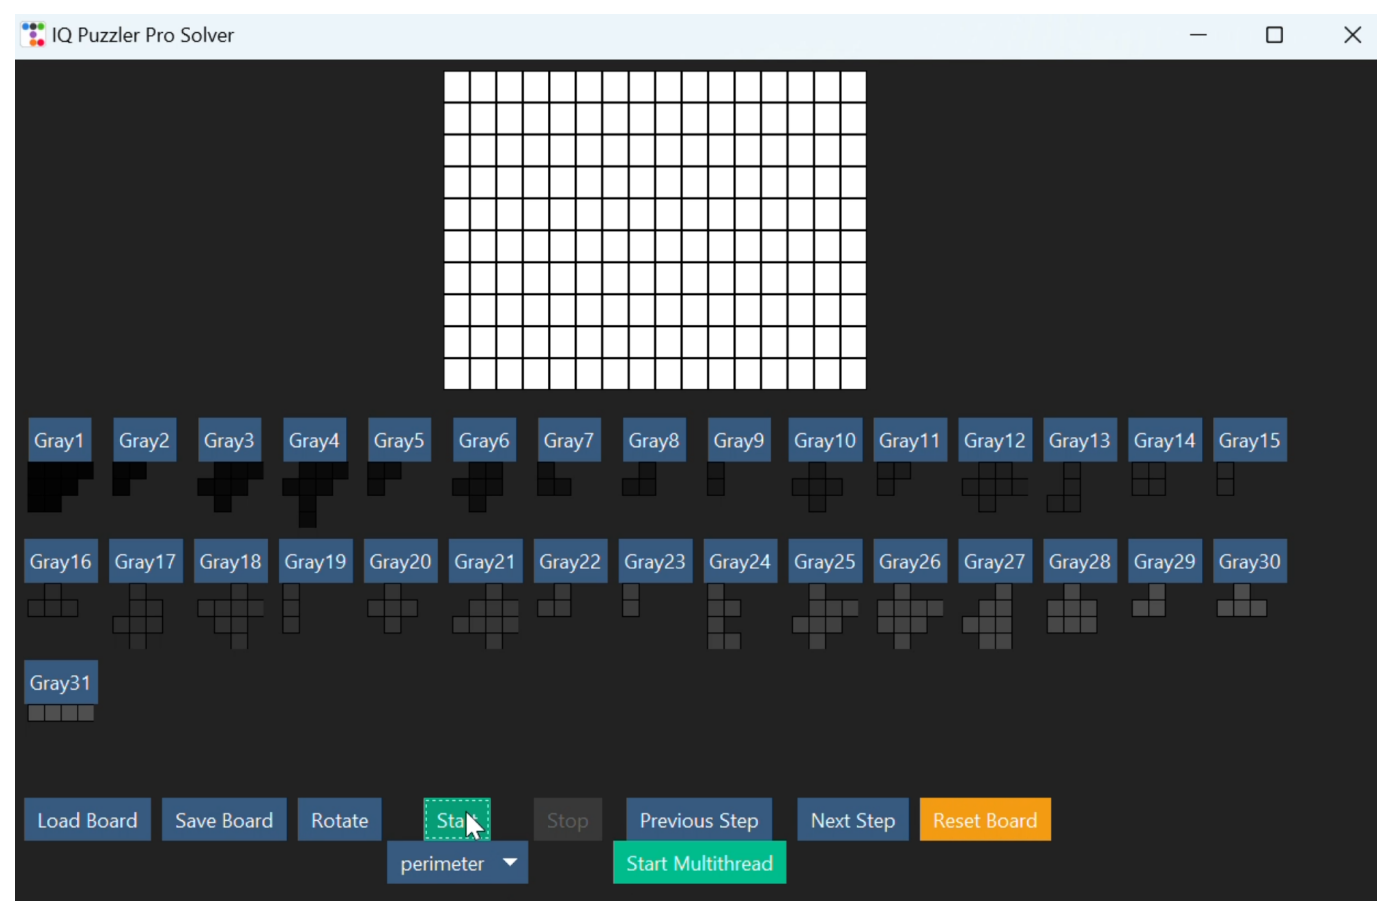 IQ Puzzler Pro Solver
Gray1 Gray2 Gray3 Gray4 Gray5 Gray6 Gray7 Gray8 Gray9 Gray10 Gray11 Gray12 Gray13 Gray14 Gray15
Gray16 Gray17 Gray18 Gray19 Gray20 Gray21 Gray22 Gray23 Gray24 Gray25 Gray26 Gray27 Gray28 Gray29 Gray30
Gray31
Load Board Save Board Rotate Start Stop Previous Step Next Step Reset Board
perimeter Start Multithread